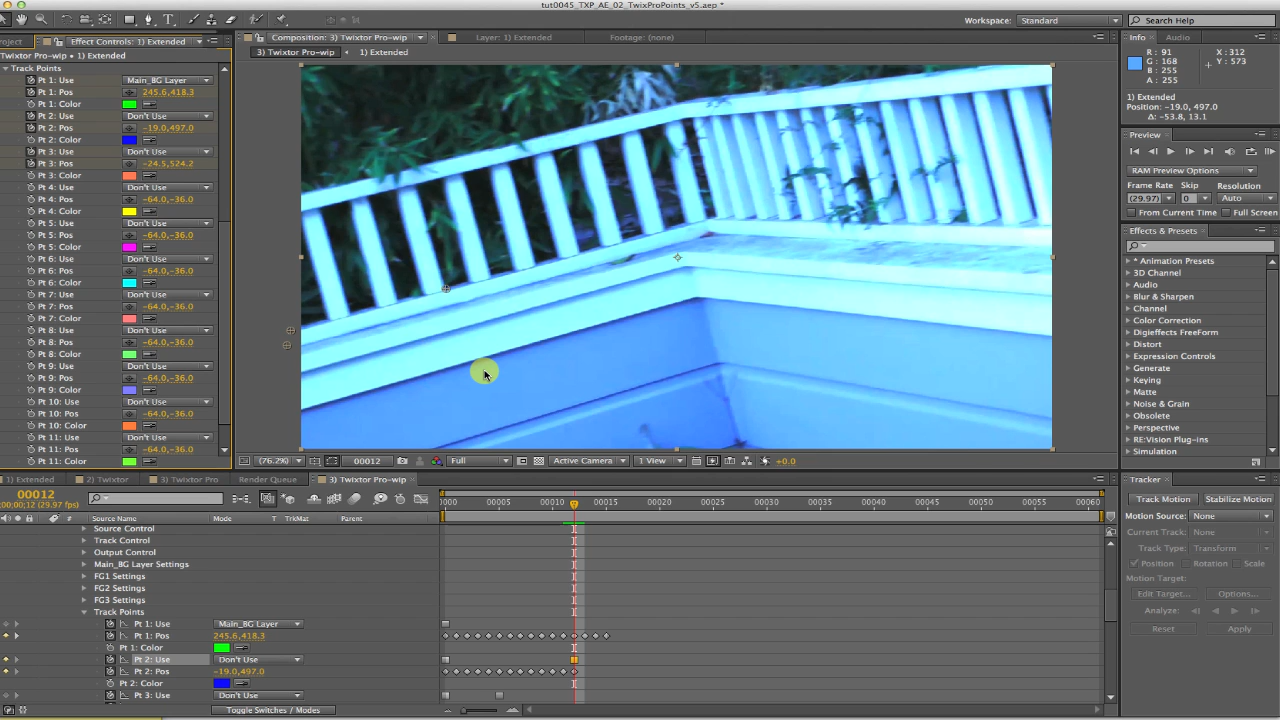 tut0045_TXP_AE_02_TwixProPoints_v5.aep *
Workspace: Standard
Search Help
Project
Effect Controls: 1) Extended
Composition: 3) Twixtor Pro-wip
Layer: 1) Extended
Footage: (none)
Info
Audio
3) Twixtor Pro-wip
1) Extended
Twixtor Pro-wip • 1) Extended
R : 91
G : 168
B : 255
A : 255
X : 312
Y : 573
1) Extended
Position: -19.0, 497.0
Δ: -53.8, 13.1
Track Points
Pt 1: Use Main_BG Layer
Pt 1: Pos 245.6,418.3
Pt 1: Color
Pt 2: Use Don't Use
Pt 2: Pos -19.0,497.0
Pt 2: Color
Pt 3: Use Don't Use
Pt 3: Pos -24.5,524.2
Pt 3: Color
Pt 4: Use Don't Use
Pt 4: Pos -64.0,-36.0
Pt 4: Color
Pt 5: Use Don't Use
Pt 5: Pos -64.0,-36.0
Pt 5: Color
Pt 6: Use Don't Use
Pt 6: Pos -64.0,-36.0
Pt 6: Color
Pt 7: Use Don't Use
Pt 7: Pos -64.0,-36.0
Pt 7: Color
Pt 8: Use Don't Use
Pt 8: Pos -64.0,-36.0
Pt 8: Color
Pt 9: Use Don't Use
Pt 9: Pos -64.0,-36.0
Pt 9: Color
Pt 10: Use Don't Use
Pt 10: Pos -64.0,-36.0
Pt 10: Color
Pt 11: Use Don't Use
Pt 11: Pos -64.0,-36.0
Pt 11: Color
Preview
RAM Preview Options
Frame Rate Skip Resolution
(29.97) 0 Auto
From Current Time Full Screen
Effects & Presets
* Animation Presets
3D Channel
Audio
Blur & Sharpen
Channel
Color Correction
Digieffects FreeForm
Distort
Expression Controls
Generate
Keying
Matte
Noise & Grain
Obsolete
Perspective
RE:Vision Plug-ins
Simulation
(76.2%) 00012 Full Active Camera 1 View +0.0
1) Extended
2) Twixtor
3) Twixtor Pro
Render Queue
3) Twixtor Pro-wip
00012
(29.97 fps)
000 00005 00010 00015 00020 00025 00030 00035 00040 00045 00050 00055 00060
# Source Name Mode T TrkMat Parent
Source Control
Track Control
Output Control
Main_BG Layer Settings
FG1 Settings
FG2 Settings
FG3 Settings
Track Points
Pt 1: Use Main_BG Layer
Pt 1: Pos 245.6,418.3
Pt 1: Color
Pt 2: Use Don't Use
Pt 2: Pos -19.0,497.0
Pt 2: Color
Pt 3: Use Don't Use
Toggle Switches / Modes
Tracker
Track Motion Stabilize Motion
Motion Source: None
Current Track: None
Track Type: Transform
Position Rotation Scale
Motion Target:
Edit Target... Options...
Analyze:
Reset Apply